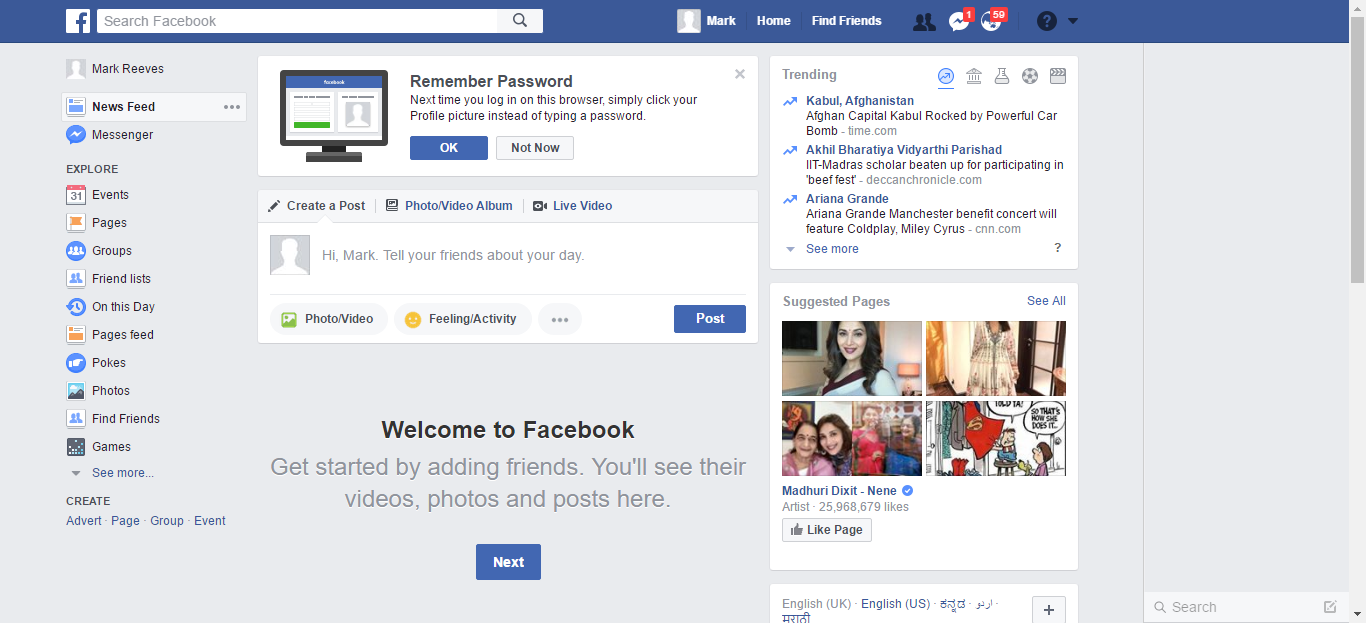 f
Search Facebook
Mark
Home
Find Friends
1
59
?
Mark Reeves
News Feed
Messenger
EXPLORE
31 Events
Pages
Groups
Friend lists
On this Day
Pages feed
Pokes
Photos
Find Friends
Games
See more...
CREATE
Advert · Page · Group · Event
facebook
Remember Password
Next time you log in on this browser, simply click your
Profile picture instead of typing a password.
OK
Not Now
Create a Post
Photo/Video Album
Live Video
Hi, Mark. Tell your friends about your day.
Photo/Video
Feeling/Activity
Post
Welcome to Facebook
Get started by adding friends. You'll see their
videos, photos and posts here.
Next
Trending
Kabul, Afghanistan
Afghan Capital Kabul Rocked by Powerful Car
Bomb - time.com
Akhil Bharatiya Vidyarthi Parishad
IIT-Madras scholar beaten up for participating in
'beef fest' - deccanchronicle.com
Ariana Grande
Ariana Grande Manchester benefit concert will
feature Coldplay, Miley Cyrus - cnn.com
See more
?
Suggested Pages
See All
TOLD YA!
SO THAT'S
HOW SHE
DOES IT...
Madhuri Dixit - Nene
Artist · 25,968,679 likes
Like Page
English (UK) · English (US) · ಕನ್ನಡ · اردو ·
मराठी
+
Search